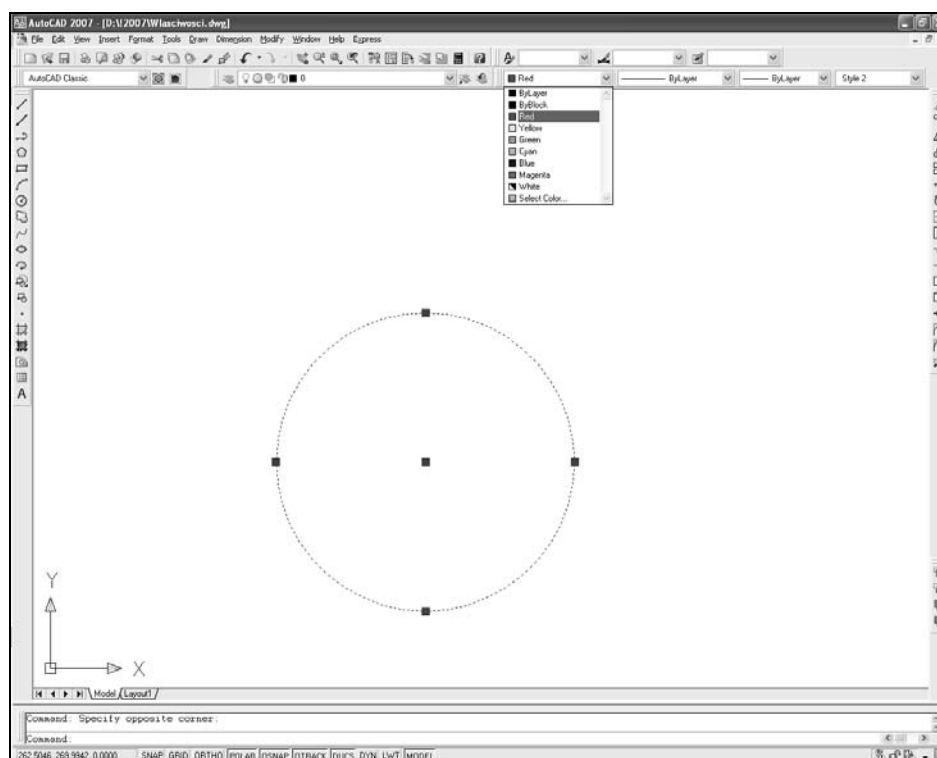 AutoCAD 2007 - [D:\!2007\Wlasciwosci.dwg]
File Edit View Insert Format Tools Draw Dimension Modify Window Help Express
AutoCAD Classic 0 Red ByLayer ByLayer Style 2
ByLayer
ByBlock
Red
Yellow
Green
Cyan
Blue
Magenta
White
Select Color...
A
Y
X
Model Layout1
Command: Specify opposite corner:
Command:
262.5046, 269.9942, 0.0000 SNAP GRID ORTHO POLAR OSNAP OTRACK DUCS DYN LWT MODEL